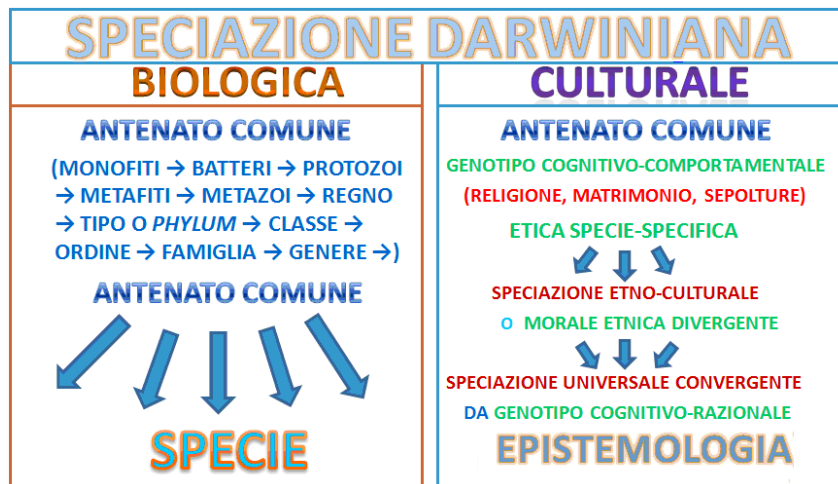 SPECIAZIONE DARWINIANA
BIOLOGICA
ANTENATO COMUNE
(MONOFITI → BATTERI → PROTOZOI
→ METAFITI → METAZOI → REGNO
→ TIPO O PHYLUM → CLASSE →
ORDINE → FAMIGLIA → GENERE →)
ANTENATO COMUNE
SPECIE
CULTURALE
ANTENATO COMUNE
GENOTIPO COGNITIVO-COMPORTAMENTALE
(RELIGIONE, MATRIMONIO, SEPOLTURE)
ETICA SPECIE-SPECIFICA
SPECIAZIONE ETNO-CULTURALE
O MORALE ETNICA DIVERGENTE
SPECIAZIONE UNIVERSALE CONVERGENTE
DA GENOTIPO COGNITIVO-RAZIONALE
EPISTEMOLOGIA